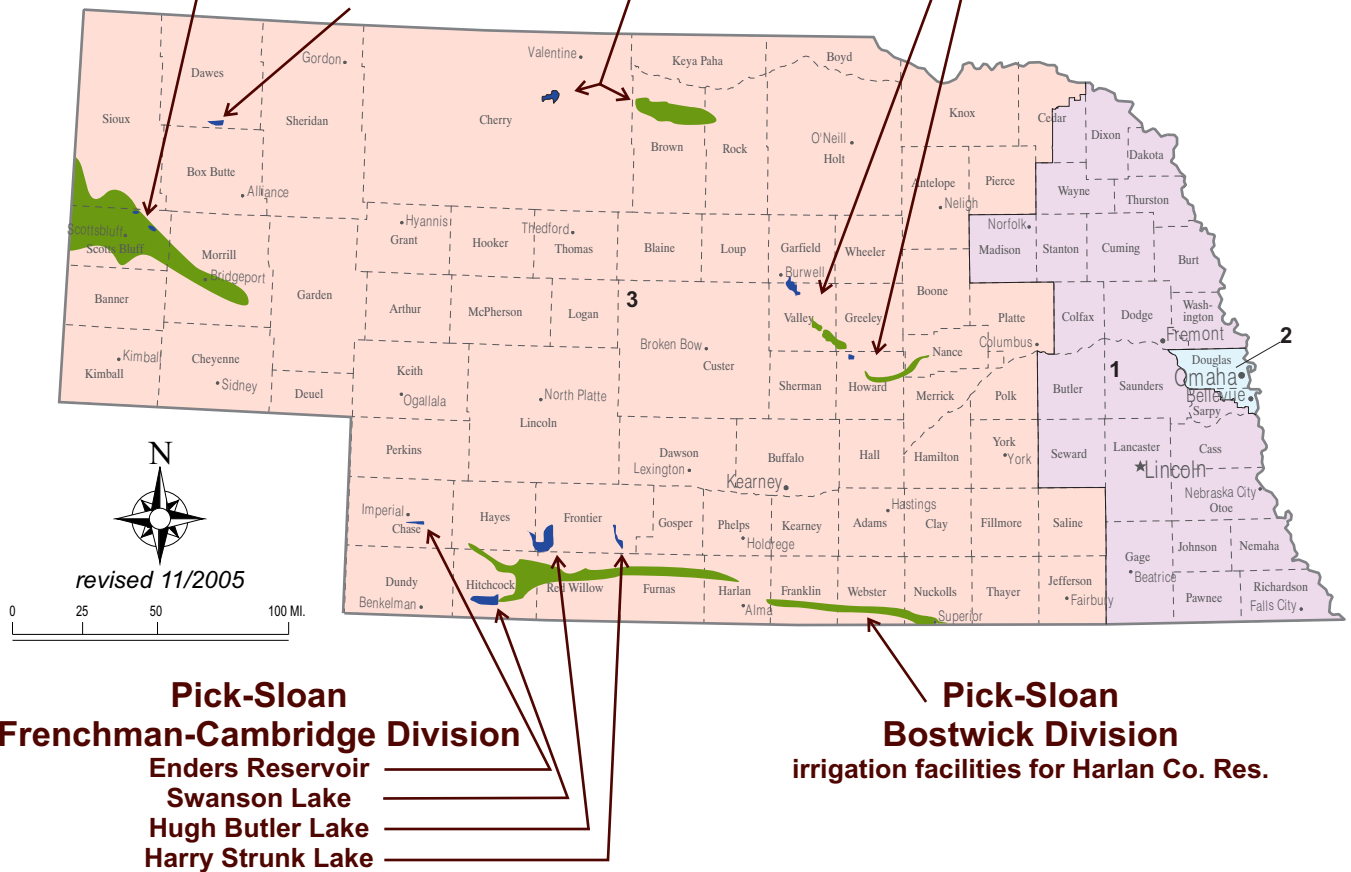 Gordon
Valentine
Keya Paha
Boyd
Dawes
Sioux
Sheridan
Cherry
Knox
Cedar
Dixon
Dakota
Brown
Rock
O'Neill
Holt
Box Butte
Alliance
Antelope
Pierce
Wayne
Thurston
Neligh
Hyannis
Grant
Hooker
Thedford
Thomas
Blaine
Loup
Garfield
Wheeler
Norfolk
Madison
Stanton
Cuming
Burt
Scottsbluff
Scotts Bluff
Morrill
Bridgeport
Burwell
Banner
Garden
Arthur
McPherson
Logan
3
Valley
Greeley
Boone
Platte
Colfax
Dodge
Wash-
ington
Fremont
2
Kimball
Kimball
Cheyenne
Sidney
Deuel
Keith
Ogallala
North Platte
Lincoln
Broken Bow
Custer
Sherman
Howard
Nance
Columbus
Merrick
Polk
Butler
1
Saunders
Douglas
Omaha
Bellevue
Sarpy
Perkins
Dawson
Lexington
Buffalo
Kearney
Hall
Hamilton
York
York
Seward
Lancaster
Lincoln
Cass
Nebraska City
Otoe
N
Imperial
Chase
Hayes
Frontier
Gosper
Phelps
Holdrege
Kearney
Adams
Hastings
Clay
Fillmore
Saline
Gage
Beatrice
Johnson
Nemaha
revised 11/2005
Dundy
Benkelman
Hitchcock
Red Willow
Furnas
Harlan
Alma
Franklin
Webster
Nuckolls
Superior
Thayer
Jefferson
Fairbury
Pawnee
Richardson
Falls City
0 25 50 100 MI.
Pick-Sloan
Frenchman-Cambridge Division
Enders Reservoir
Swanson Lake
Hugh Butler Lake
Harry Strunk Lake
Pick-Sloan
Bostwick Division
irrigation facilities for Harlan Co. Res.